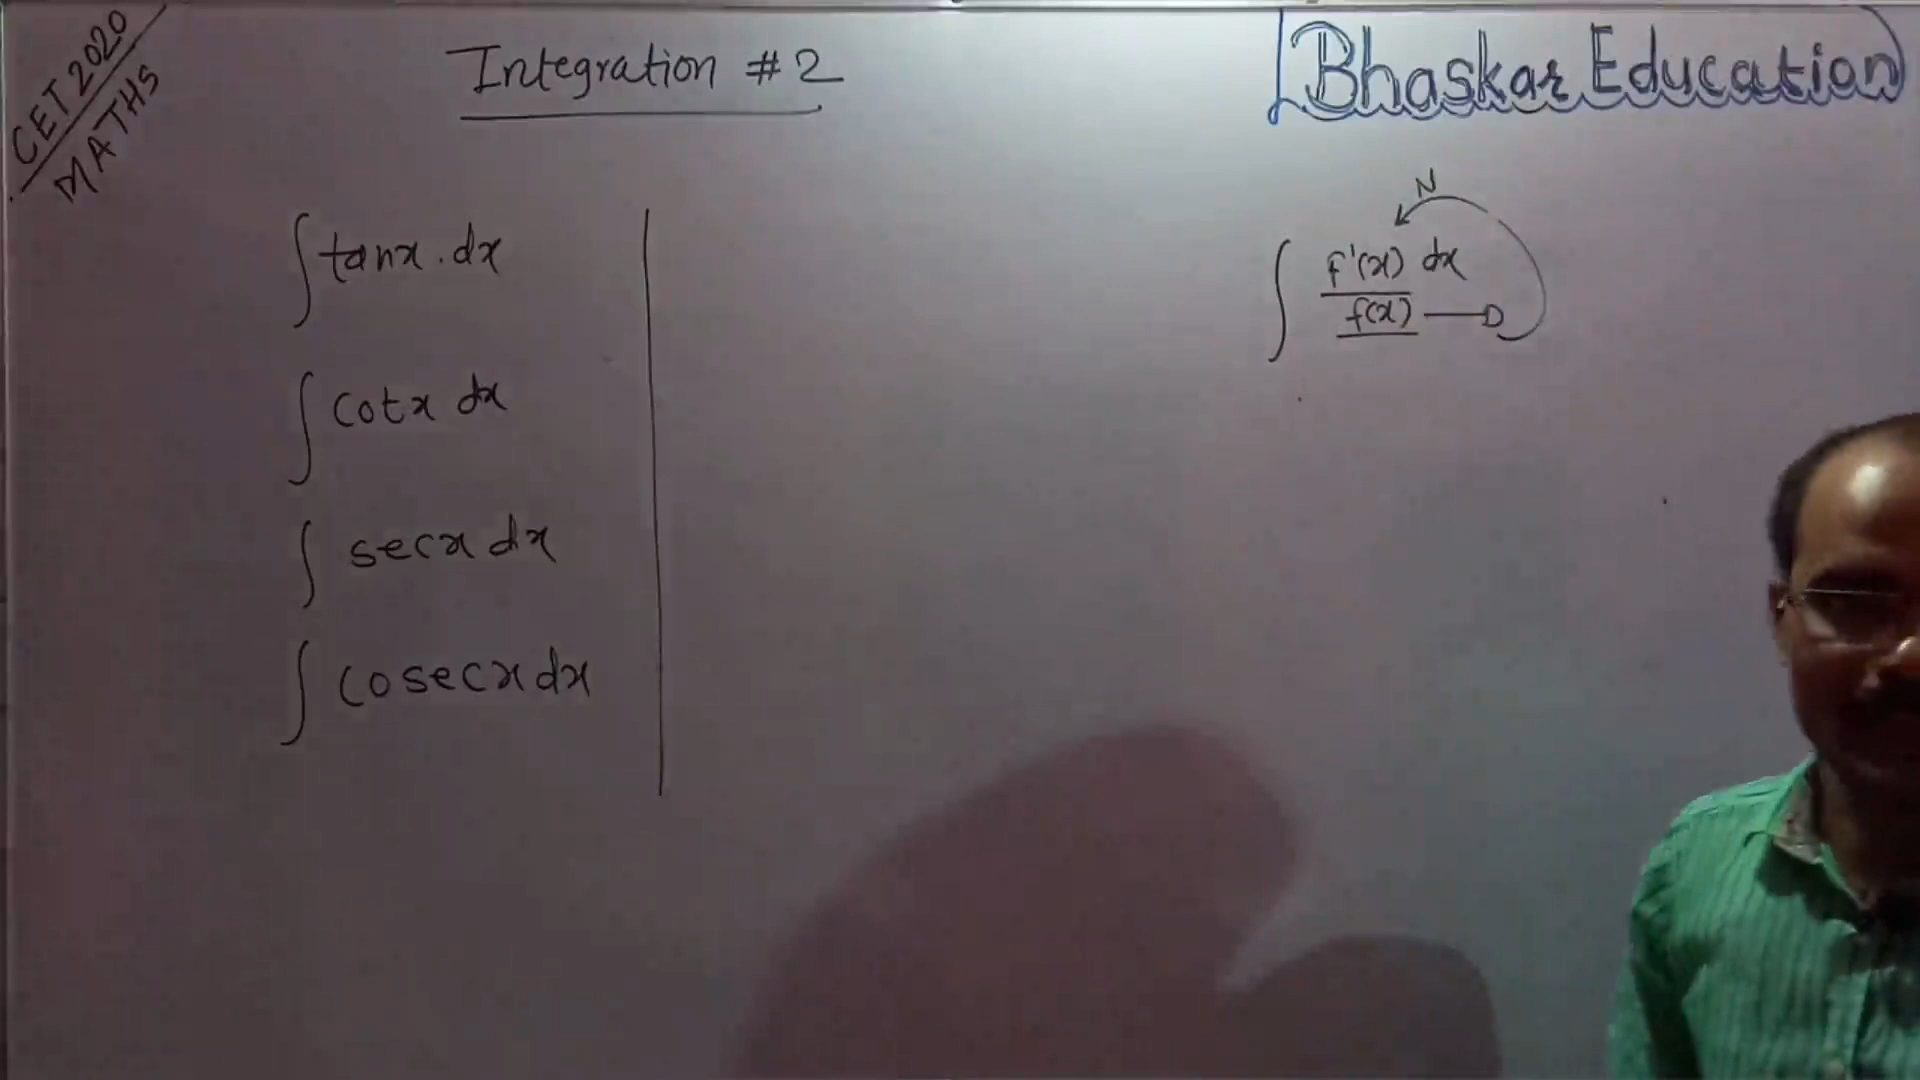 CET 2020
MATHS
Integration #2
Bhaskar Education
∫ tanx . dx
∫ cotx dx
∫ secx dx
∫ cosecx dx
N
∫ f'(x) dx
f(x) → D